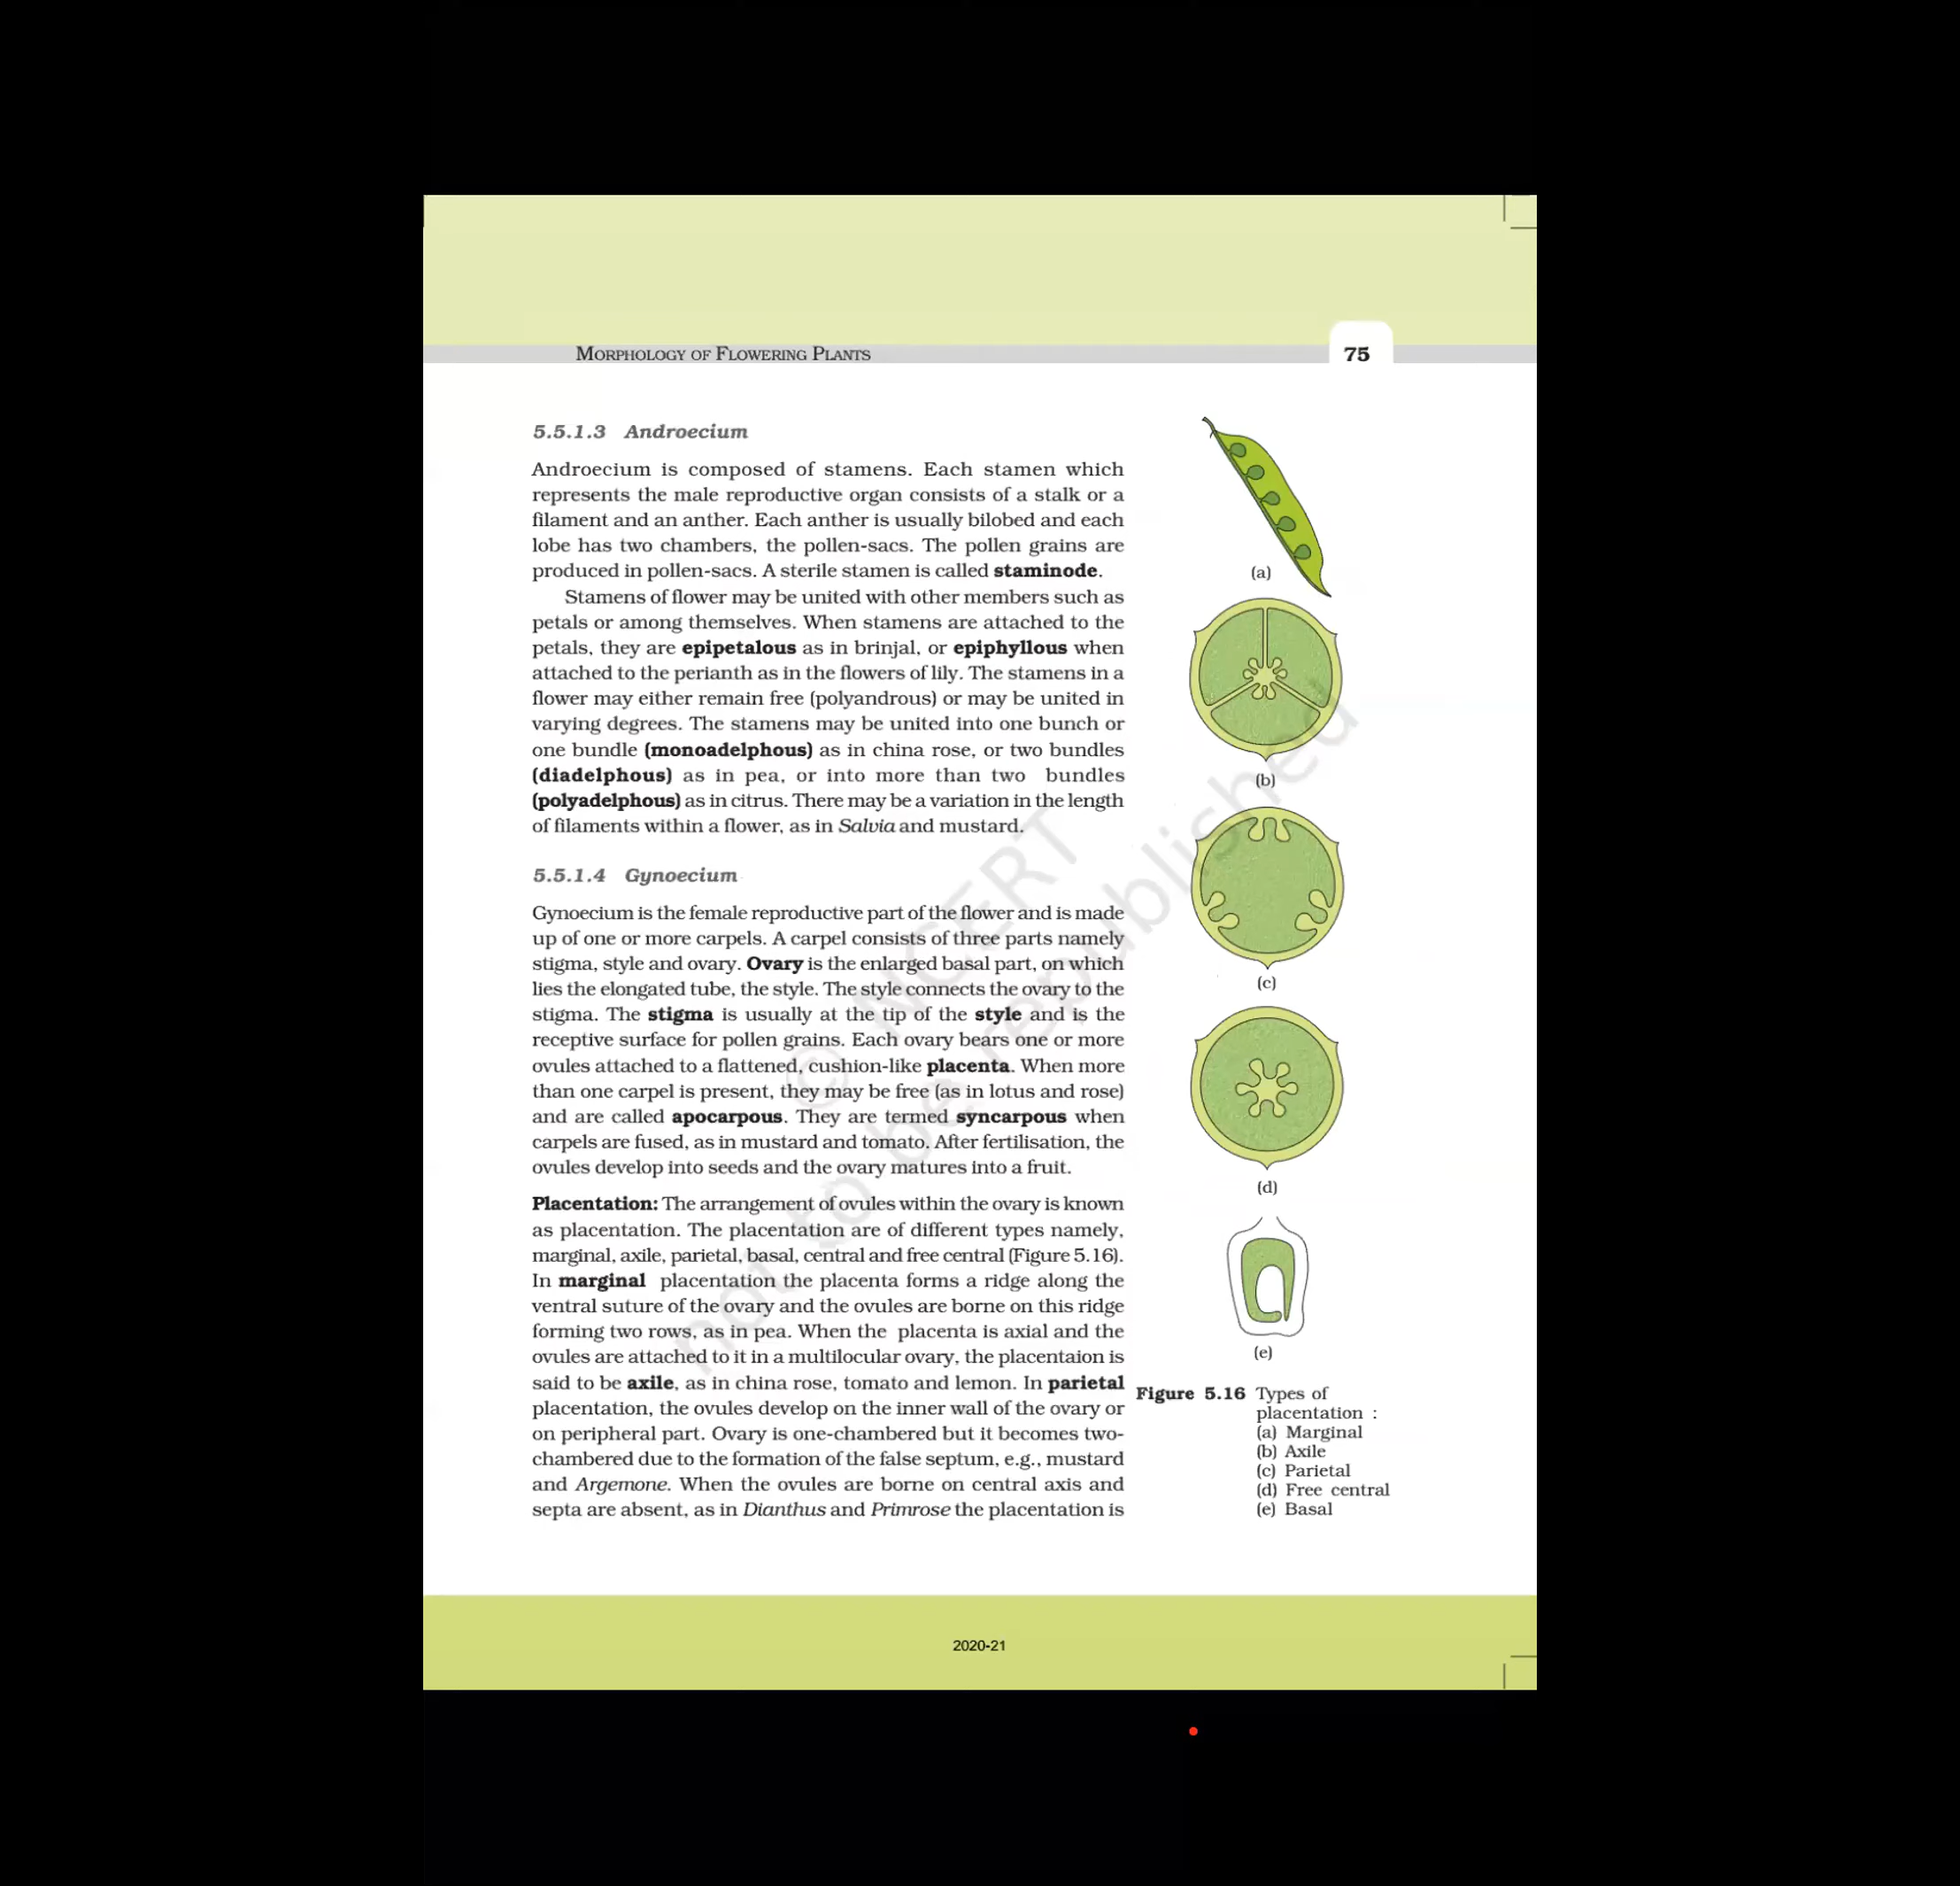 MORPHOLOGY OF FLOWERING PLANTS
75
5.5.1.3 Androecium
Androecium is composed of stamens. Each stamen which
represents the male reproductive organ consists of a stalk or a
filament and an anther. Each anther is usually bilobed and each
lobe has two chambers, the pollen-sacs. The pollen grains are
produced in pollen-sacs. A sterile stamen is called staminode.
Stamens of flower may be united with other members such as
petals or among themselves. When stamens are attached to the
petals, they are epipetalous as in brinjal, or epiphyllous when
attached to the perianth as in the flowers of lily. The stamens in a
flower may either remain free (polyandrous) or may be united in
varying degrees. The stamens may be united into one bunch or
one bundle (monoadelphous) as in china rose, or two bundles
(diadelphous) as in pea, or into more than two bundles
(polyadelphous) as in citrus. There may be a variation in the length
of filaments within a flower, as in Salvia and mustard.
5.5.1.4 Gynoecium
Gynoecium is the female reproductive part of the flower and is made
up of one or more carpels. A carpel consists of three parts namely
stigma, style and ovary. Ovary is the enlarged basal part, on which
lies the elongated tube, the style. The style connects the ovary to the
stigma. The stigma is usually at the tip of the style and is the
receptive surface for pollen grains. Each ovary bears one or more
ovules attached to a flattened, cushion-like placenta. When more
than one carpel is present, they may be free (as in lotus and rose)
and are called apocarpous. They are termed syncarpous when
carpels are fused, as in mustard and tomato. After fertilisation, the
ovules develop into seeds and the ovary matures into a fruit.
Placentation: The arrangement of ovules within the ovary is known
as placentation. The placentation are of different types namely,
marginal, axile, parietal, basal, central and free central (Figure 5.16).
In marginal placentation the placenta forms a ridge along the
ventral suture of the ovary and the ovules are borne on this ridge
forming two rows, as in pea. When the placenta is axial and the
ovules are attached to it in a multilocular ovary, the placentaion is
said to be axile, as in china rose, tomato and lemon. In parietal
placentation, the ovules develop on the inner wall of the ovary or
on peripheral part. Ovary is one-chambered but it becomes two-
chambered due to the formation of the false septum, e.g., mustard
and Argemone. When the ovules are borne on central axis and
septa are absent, as in Dianthus and Primrose the placentation is
(a)
(b)
(c)
(d)
(e)
Figure 5.16 Types of
placentation :
(a) Marginal
(b) Axile
(c) Parietal
(d) Free central
(e) Basal
© NCERT
not to be republished
2020-21